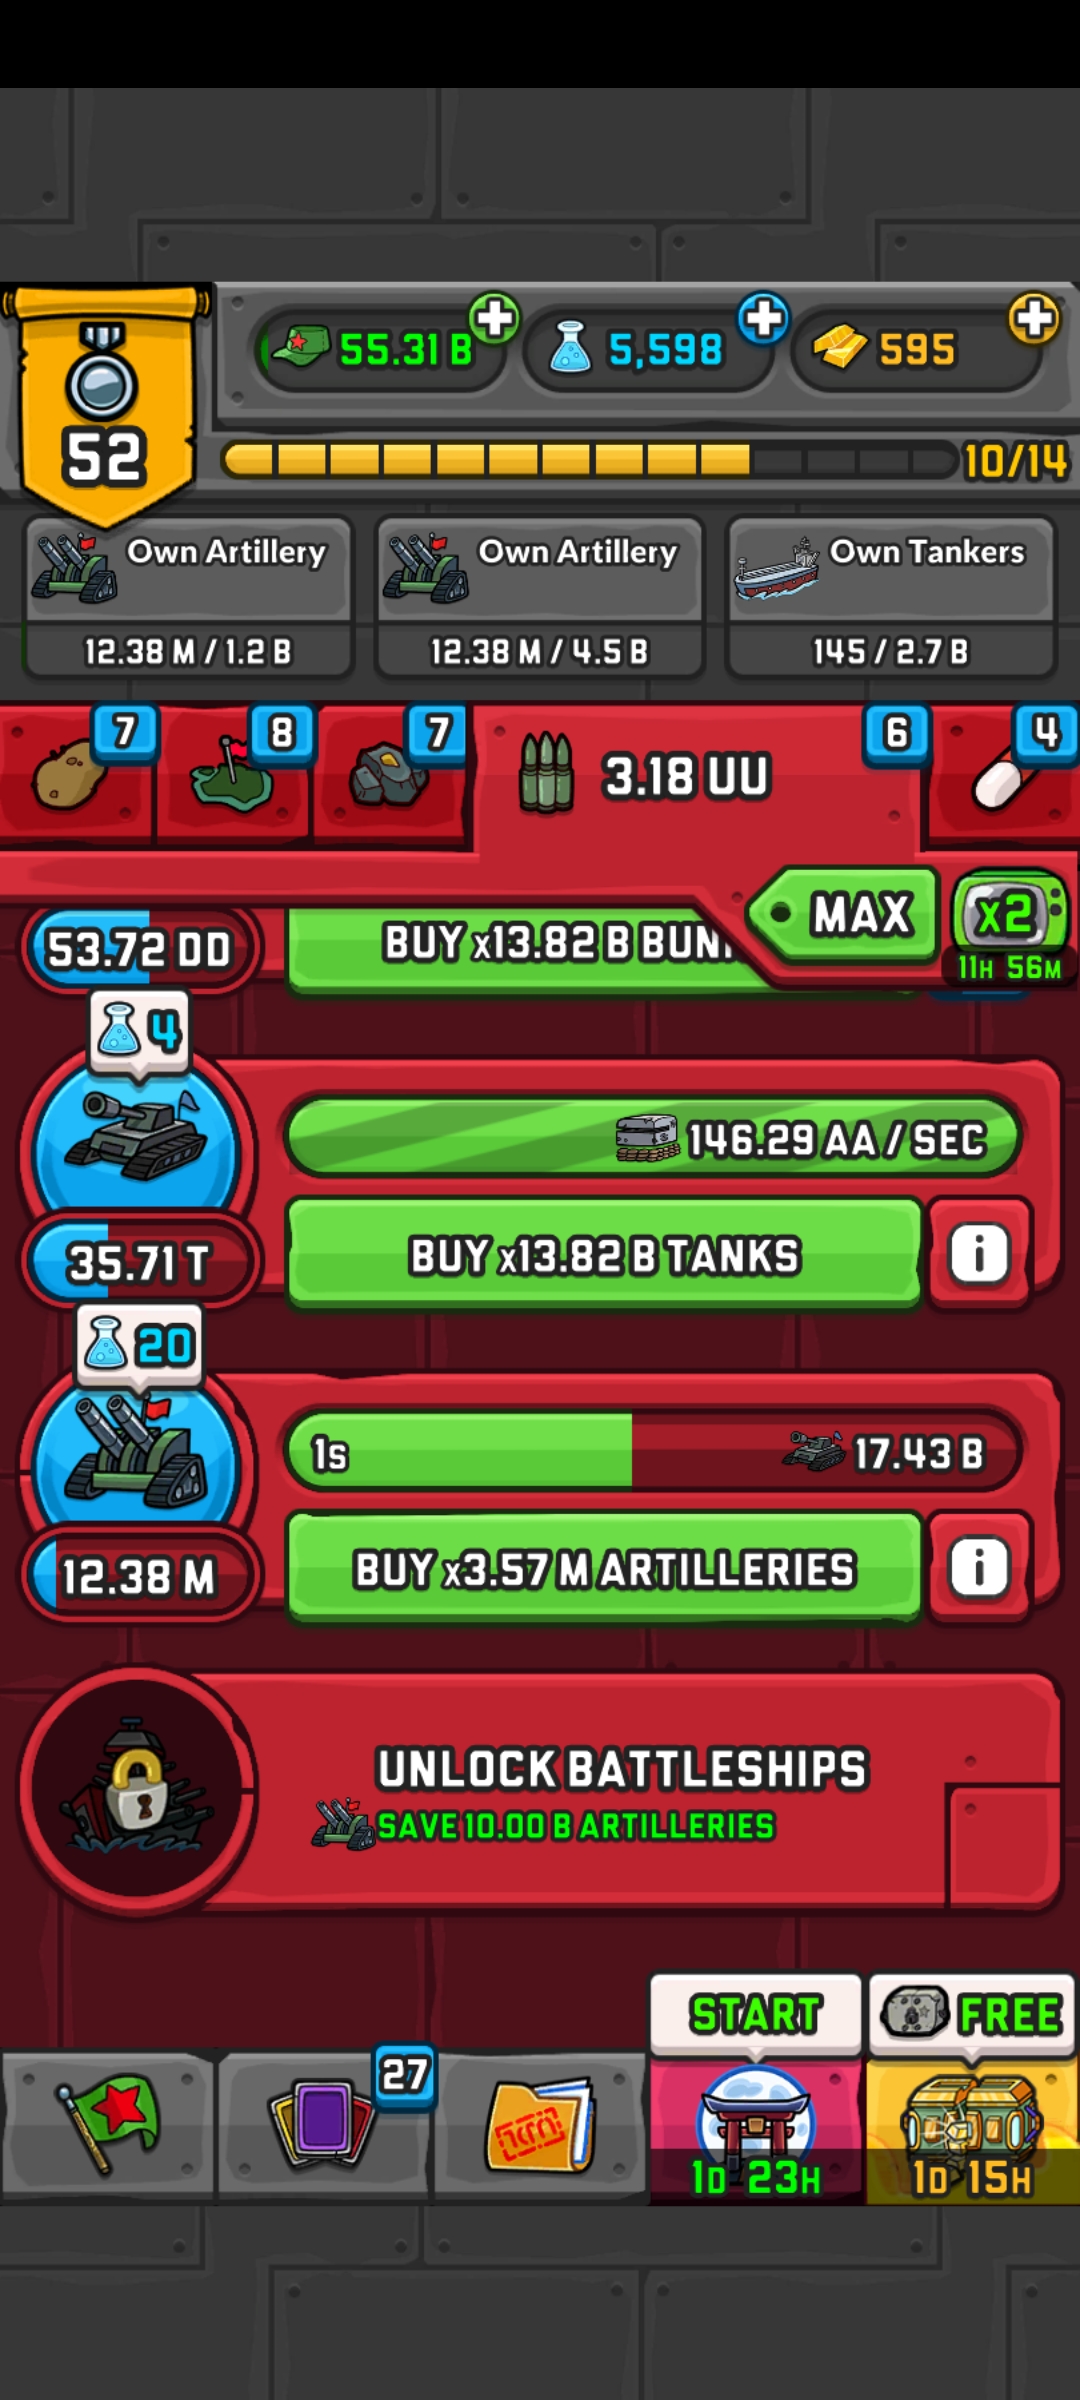 55.31 B
5,598
595
52
10/14
Own Artillery
12.38 M / 1.2 B
Own Artillery
12.38 M / 4.5 B
Own Tankers
145 / 2.7 B
7
8
7
3.18 UU
6
4
MAX
x2
11H 56M
53.72 DD
BUY x13.82 B BUN
4
146.29 AA / SEC
35.71 T
BUY x13.82 B TANKS
i
20
1s
17.43 B
12.38 M
BUY x3.57 M ARTILLERIES
i
UNLOCK BATTLESHIPS
SAVE 10.00 B ARTILLERIES
START
FREE
27
1D 23H
1D 15H